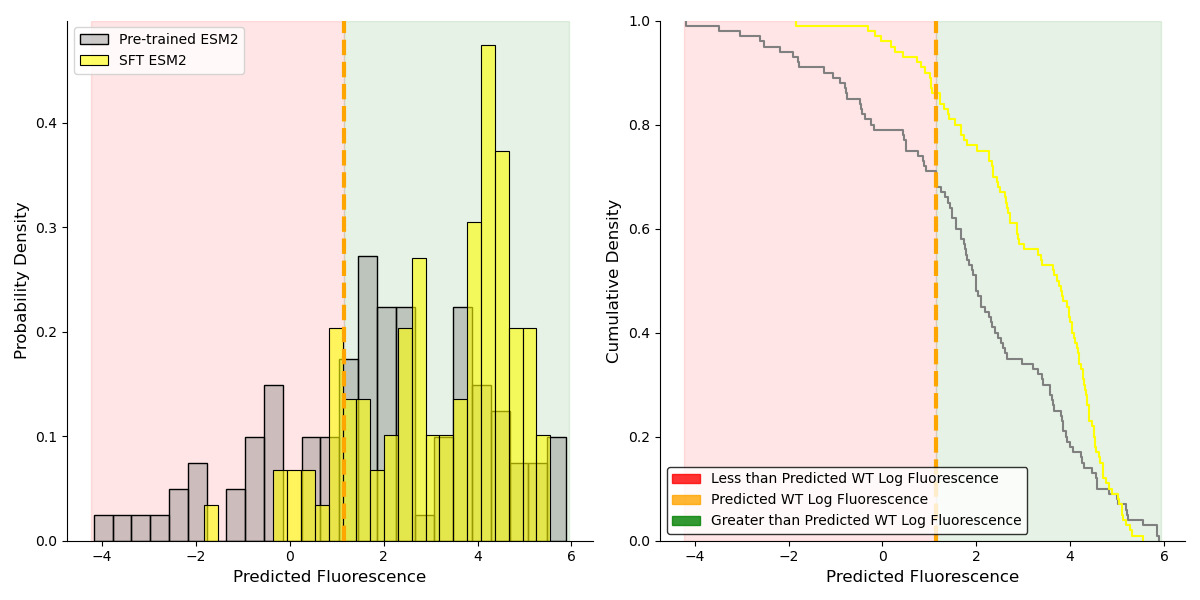 Pre-trained ESM2
SFT ESM2
Probability Density
0.4
0.3
0.2
0.1
0.0
−4
−2
0
2
4
6
Predicted Fluorescence
Cumulative Density
1.0
0.8
0.6
0.4
0.2
0.0
Less than Predicted WT Log Fluorescence
Predicted WT Log Fluorescence
Greater than Predicted WT Log Fluorescence
−4
−2
0
2
4
6
Predicted Fluorescence